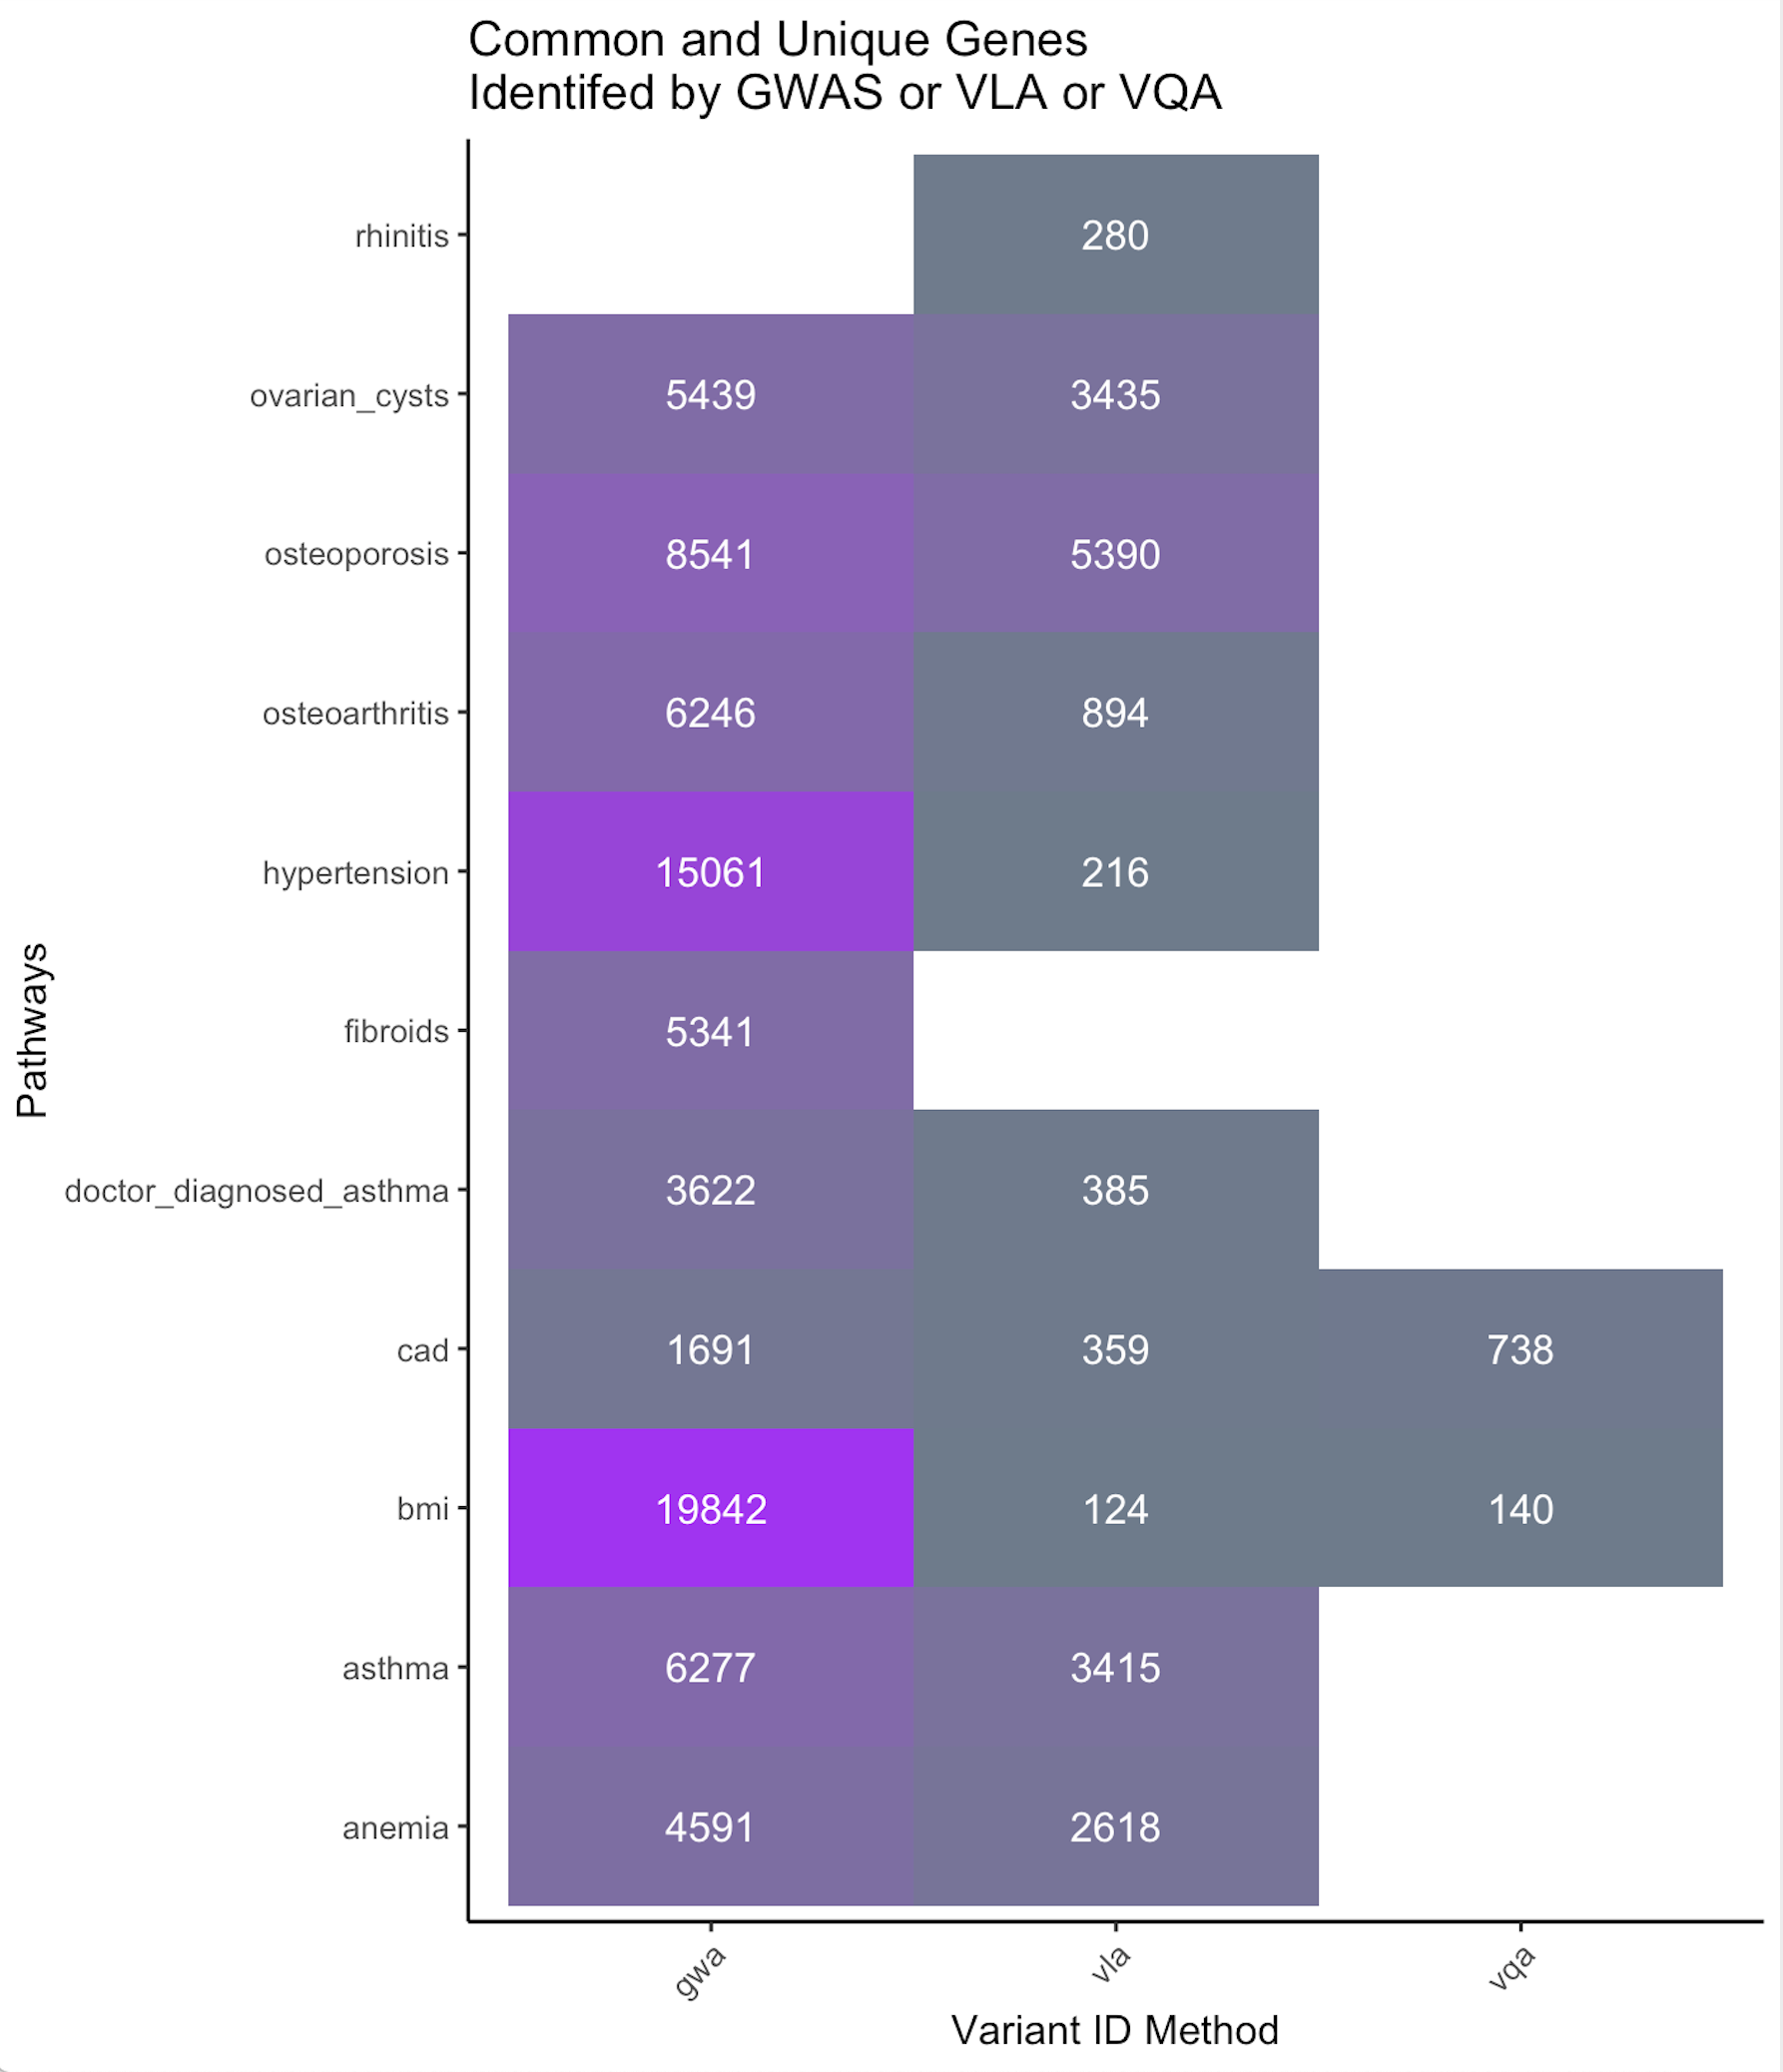 Common and Unique Genes
Identifed by GWAS or VLA or VQA
rhinitis 280
ovarian_cysts 5439 3435
osteoporosis 8541 5390
osteoarthritis 6246 894
hypertension 15061 216
fibroids 5341
doctor_diagnosed_asthma 3622 385
cad 1691 359 738
bmi 19842 124 140
asthma 6277 3415
anemia 4591 2618
Pathways
gwa vla vqa
Variant ID Method